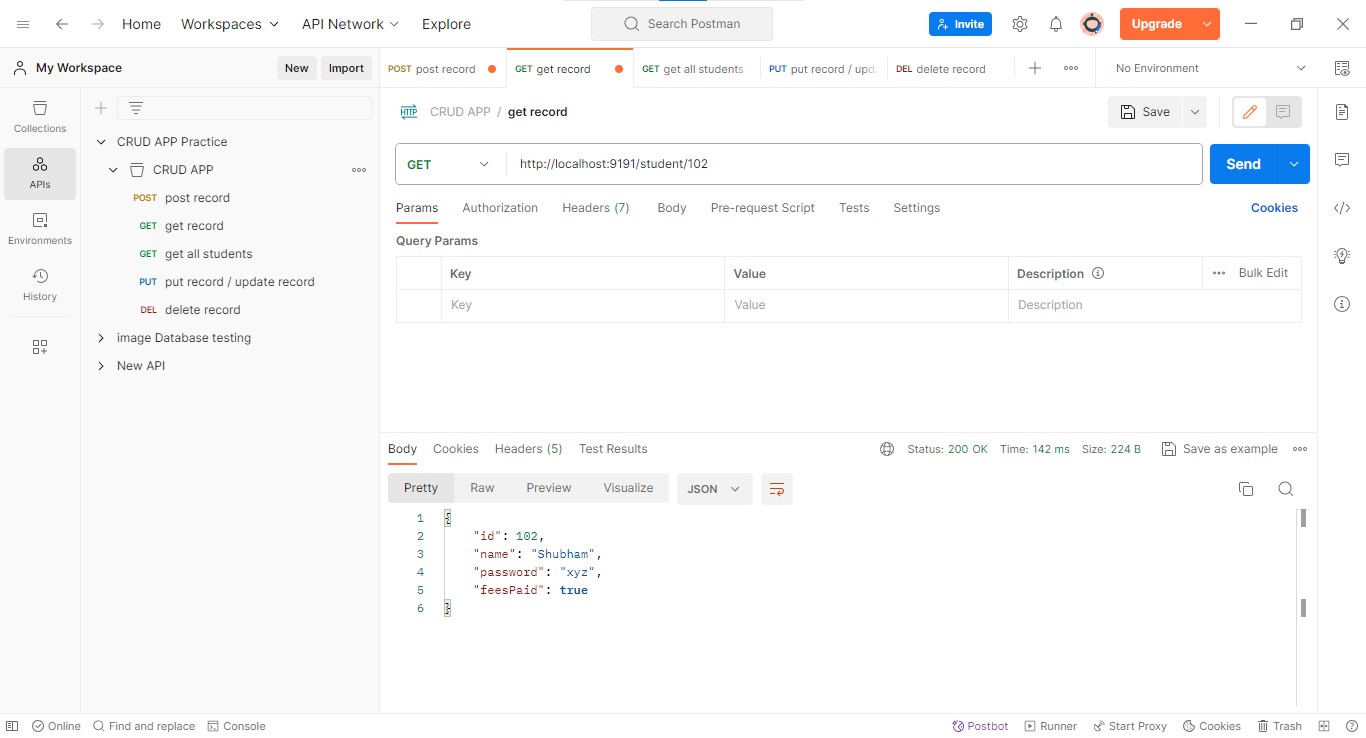 Home Workspaces API Network Explore Search Postman Invite Upgrade
My Workspace New Import POST post record GET get record GET get all students PUT put record / upd DEL delete record No Environment
Collections
APIs
Environments
History
CRUD APP Practice
CRUD APP
POST post record
GET get record
GET get all students
PUT put record / update record
DEL delete record
image Database testing
New API
HTTP CRUD APP / get record Save
GET http://localhost:9191/student/102 Send
Params Authorization Headers (7) Body Pre-request Script Tests Settings Cookies
Query Params
Key Value Description Bulk Edit
Key Value Description
Body Cookies Headers (5) Test Results Status: 200 OK Time: 142 ms Size: 224 B Save as example
Pretty Raw Preview Visualize JSON
1 {
2 "id": 102,
3 "name": "Shubham",
4 "password": "xyz",
5 "feesPaid": true
6 }
Online Find and replace Console Postbot Runner Start Proxy Cookies Trash